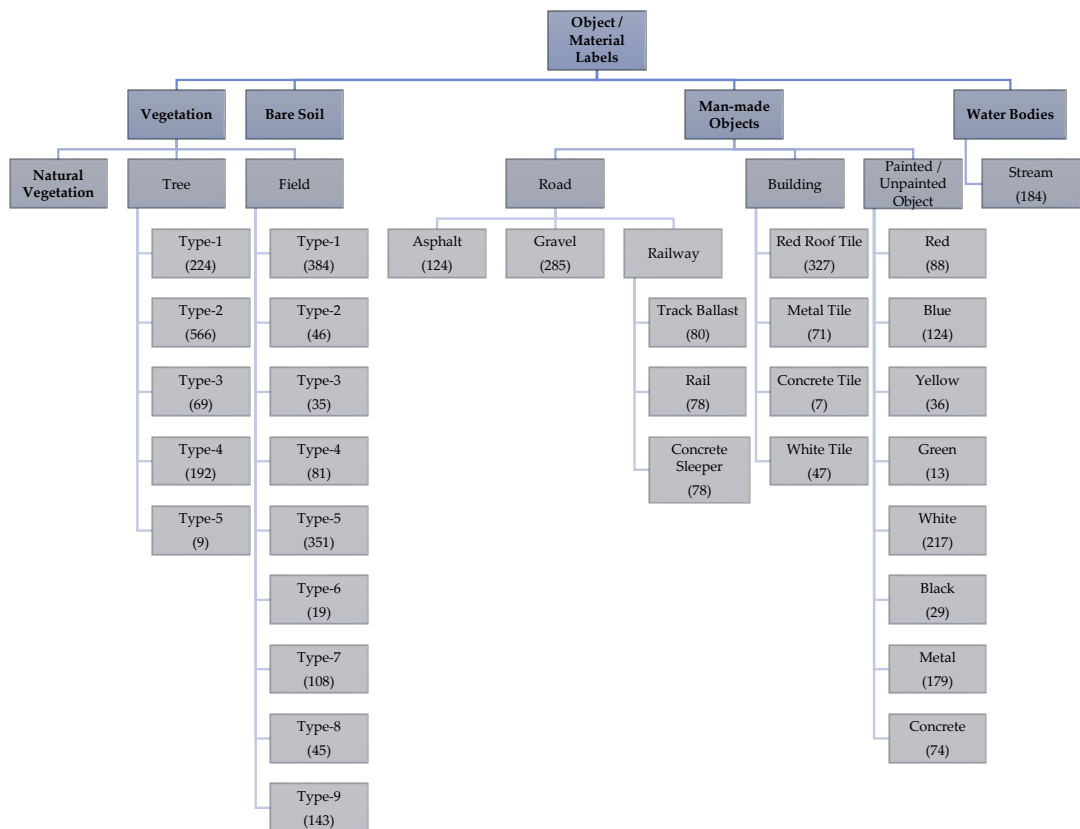 Object /
Material
Labels
Vegetation
Bare Soil
Man-made
Objects
Water Bodies
Natural
Vegetation
Tree
Field
Road
Building
Painted /
Unpainted
Object
Stream
(184)
Type-1
(224)
Type-2
(566)
Type-3
(69)
Type-4
(192)
Type-5
(9)
Type-1
(384)
Type-2
(46)
Type-3
(35)
Type-4
(81)
Type-5
(351)
Type-6
(19)
Type-7
(108)
Type-8
(45)
Type-9
(143)
Asphalt
(124)
Gravel
(285)
Railway
Track Ballast
(80)
Rail
(78)
Concrete
Sleeper
(78)
Red Roof Tile
(327)
Metal Tile
(71)
Concrete Tile
(7)
White Tile
(47)
Red
(88)
Blue
(124)
Yellow
(36)
Green
(13)
White
(217)
Black
(29)
Metal
(179)
Concrete
(74)